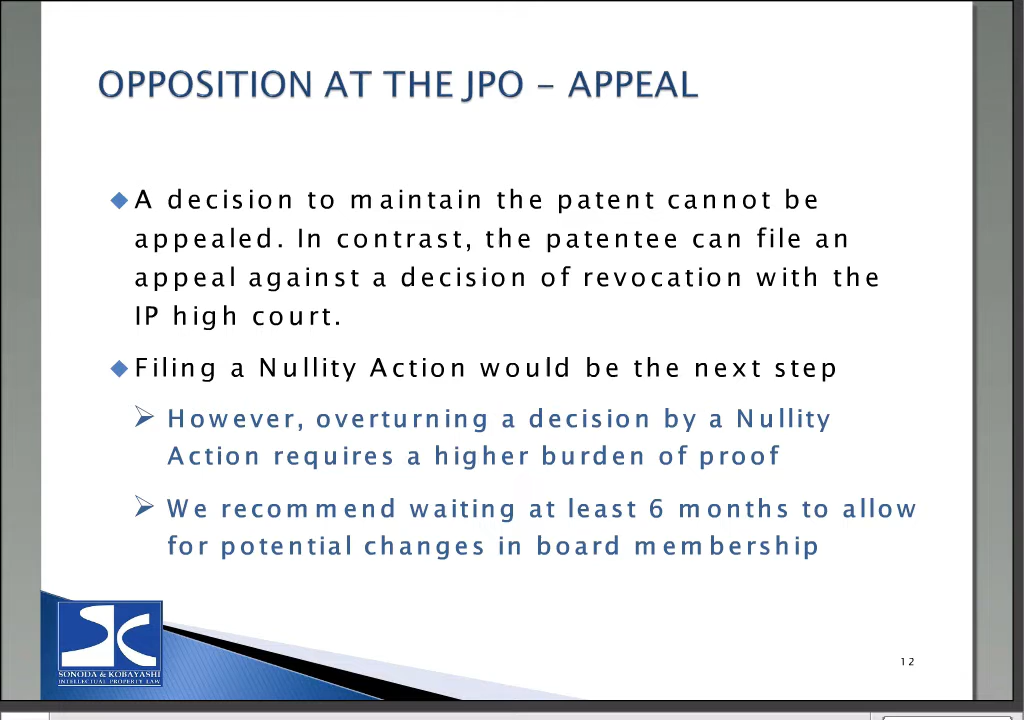 OPPOSITION AT THE JPO – APPEAL
A decision to maintain the patent cannot be
appealed. In contrast, the patentee can file an
appeal against a decision of revocation with the
IP high court.
Filing a Nullity Action would be the next step
However, overturning a decision by a Nullity
Action requires a higher burden of proof
We recommend waiting at least 6 months to allow
for potential changes in board membership
SONODA & KOBAYASHI
INTELLECTUAL PROPERTY LAW
12